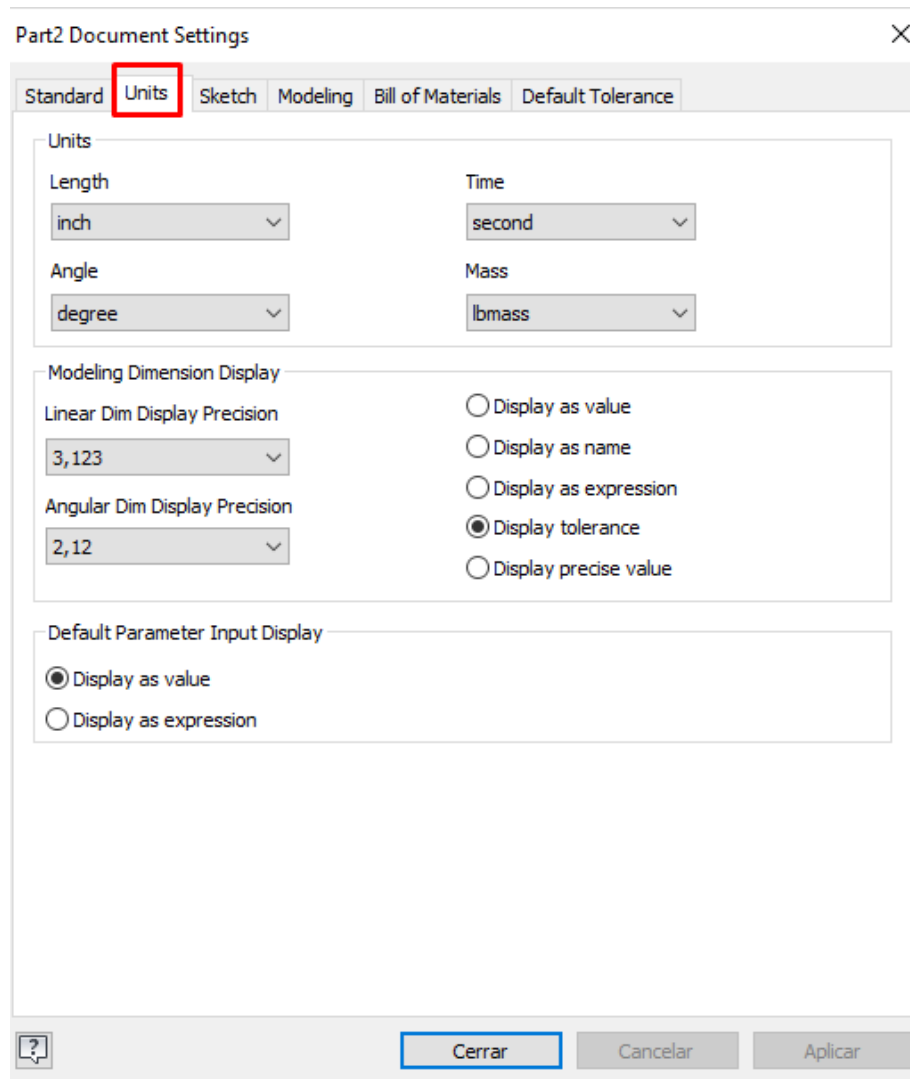 Part2 Document Settings
Standard Units Sketch Modeling Bill of Materials Default Tolerance
Units
Length Time
inch second
Angle Mass
degree lbmass
Modeling Dimension Display
Linear Dim Display Precision
3,123
Angular Dim Display Precision
2,12
Display as value
Display as name
Display as expression
Display tolerance
Display precise value
Default Parameter Input Display
Display as value
Display as expression
? Cerrar Cancelar Aplicar